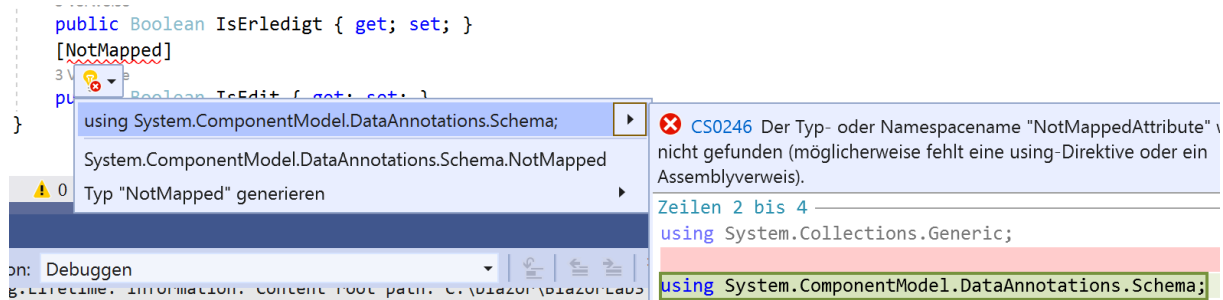 public Boolean IsErledigt { get; set; }
[NotMapped]
3 V
e
pu Boolean IsEdit { get; set; }
}
using System.ComponentModel.DataAnnotations.Schema;
System.ComponentModel.DataAnnotations.Schema.NotMapped
Typ "NotMapped" generieren
CS0246 Der Typ- oder Namespacename "NotMappedAttribute" w
nicht gefunden (möglicherweise fehlt eine using-Direktive oder ein
Assemblyverweis).
Zeilen 2 bis 4
using System.Collections.Generic;
using System.ComponentModel.DataAnnotations.Schema;
0
on: Debuggen
g.Lifetime: Information: Content root path: C:\Blazor\BlazorLab3